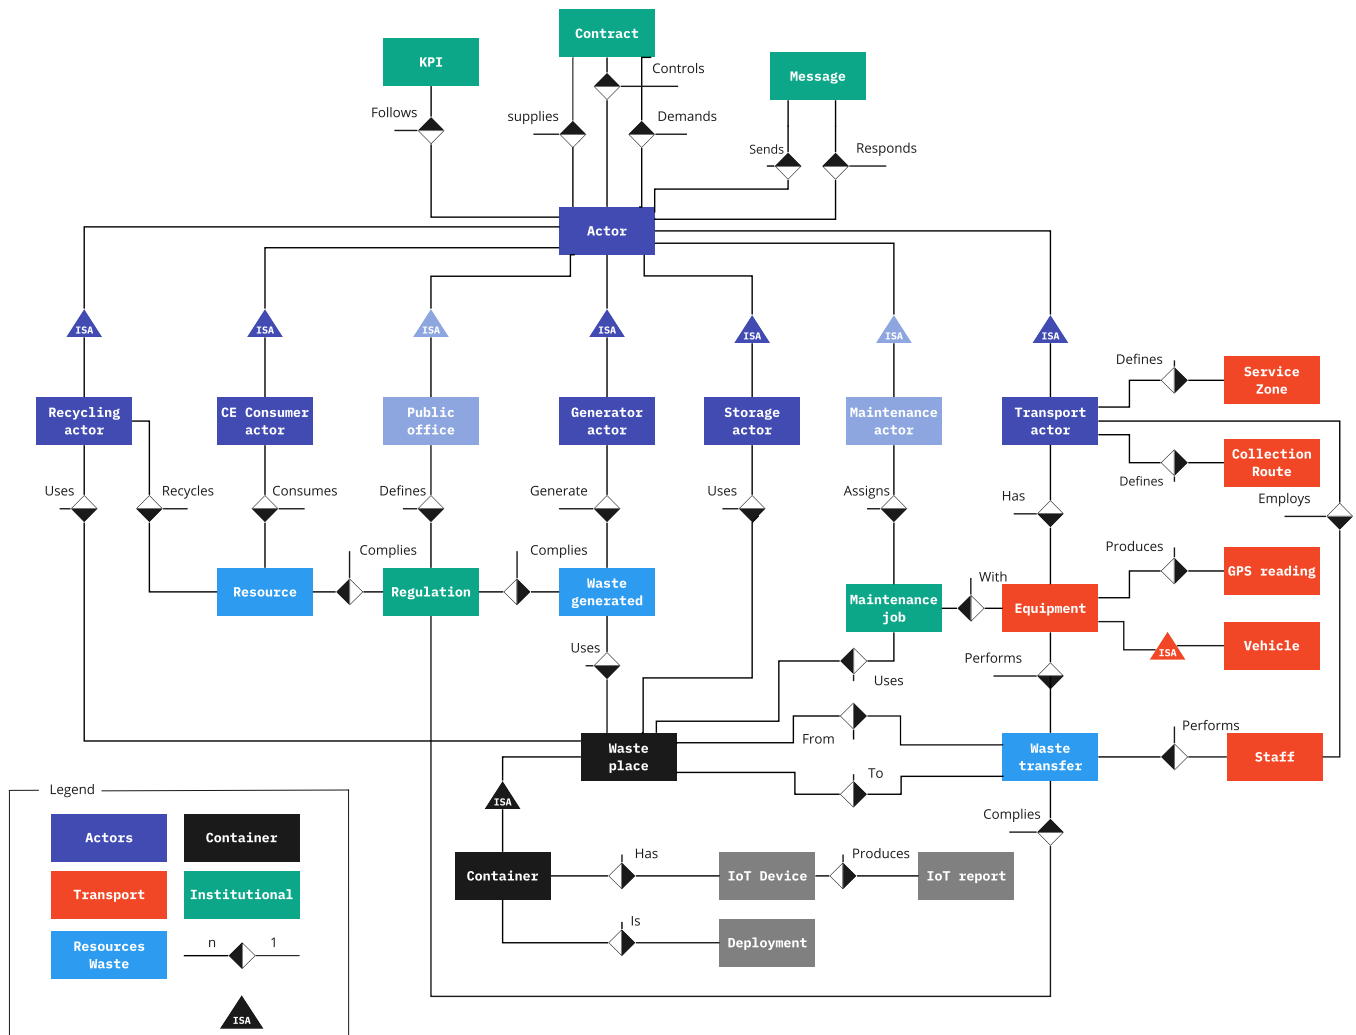 Contract
KPI
Message
Controls
Follows
supplies
Demands
Sends
Responds
Actor
ISA
ISA
ISA
ISA
ISA
ISA
ISA
Defines
Service
Zone
Recycling
actor
CE Consumer
actor
Public
office
Generator
actor
Storage
actor
Maintenance
actor
Transport
actor
Collection
Route
Defines
Uses
Recycles
Consumes
Defines
Generate
Uses
Assigns
Has
Employs
Complies
Complies
Produces
GPS reading
With
Resource
Regulation
Waste
generated
Maintenance
job
Equipment
Uses
Uses
Performs
ISA
Vehicle
From
Performs
Waste
place
Waste
transfer
Staff
To
ISA
Complies
Legend
Actors
Container
Transport
Institutional
Resources
Waste
n
1
ISA
Has
Produces
Container
IoT Device
IoT report
Is
Deployment